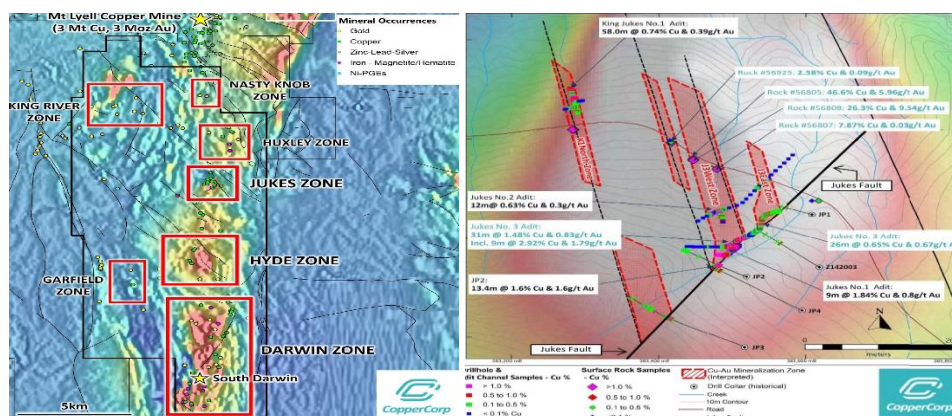 Mt Lyell Copper Mine
(3 Mt Cu, 3 Moz Au)
Mineral Occurrences
Gold
Copper
Zinc-Lead-Silver
Iron - Magnetite/Hematite
Ni-PGEs
NASTY KNOB
ZONE
KING RIVER
ZONE
HUXLEY ZONE
JUKES ZONE
HYDE ZONE
GARFIELD
ZONE
DARWIN ZONE
South Darwin
5km
CopperCorp
King Jukes No.1 Adit:
58.0m @ 0.74% Cu & 0.39g/t Au
Rock #56925: 2.38% Cu & 0.09g/t Au
Rock #56805: 46.6% Cu & 5.96g/t Au
Rock #56808: 26.3% Cu & 9.54g/t Au
Rock #56807: 7.87% Cu & 0.03g/t Au
Jukes Fault
Jukes No.2 Adit:
12m @ 0.63% Cu & 0.3g/t Au
Jukes No. 3 Adit:
31m @ 1.48% Cu & 0.83g/t Au
Incl. 9m @ 2.92% Cu & 1.79g/t Au
JP1
Jukes No. 3 Adit:
26m @ 0.65% Cu & 0.67g/t Au
JP2
Z142003
JP2:
13.4m @ 1.6% Cu & 1.6g/t Au
Jukes No.1 Adit:
9m @ 1.84% Cu & 0.8g/t Au
JP4
N
Jukes Fault
JP3
meters
Channel Samples - Cu %
> 1.0 %
0.5 to 1.0 %
0.1 to 0.5 %
< 0.1% Cu
Surface Rock Samples
- Cu %
>1.0 %
0.5 to 1.0 %
0.1 to 0.5 %
Cu-Au Mineralization Zone
(Interpreted)
Drill Collar (historical)
Creek
10m Contour
Road
CopperCorp